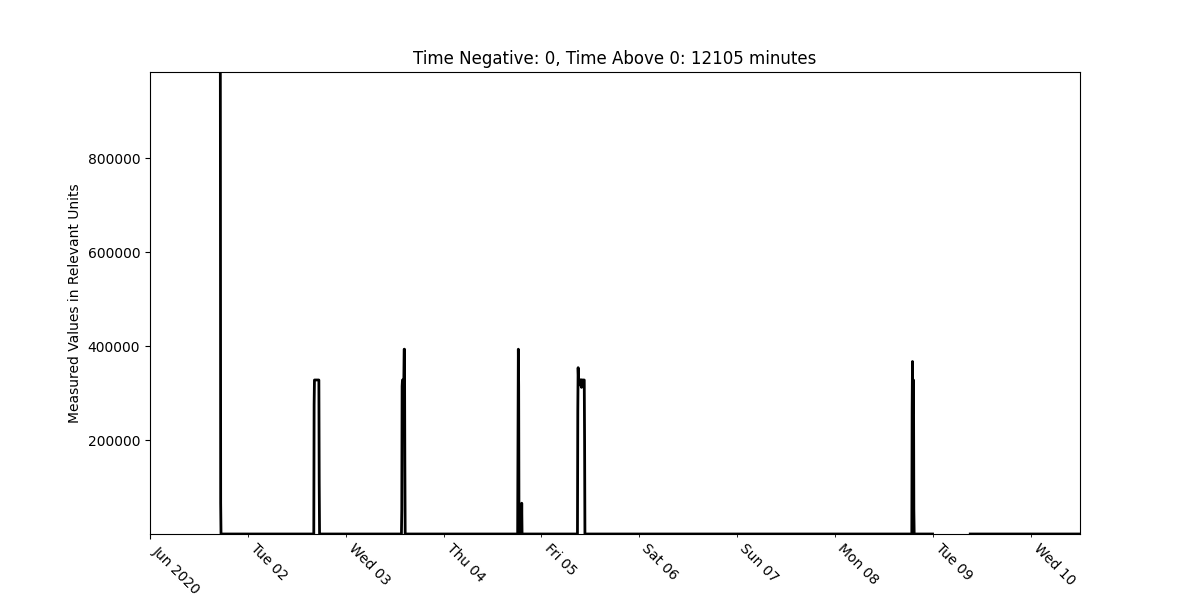 Time Negative: 0, Time Above 0: 12105 minutes
Measured Values in Relevant Units
800000
600000
400000
200000
Jun 2020
Tue 02
Wed 03
Thu 04
Fri 05
Sat 06
Sun 07
Mon 08
Tue 09
Wed 10